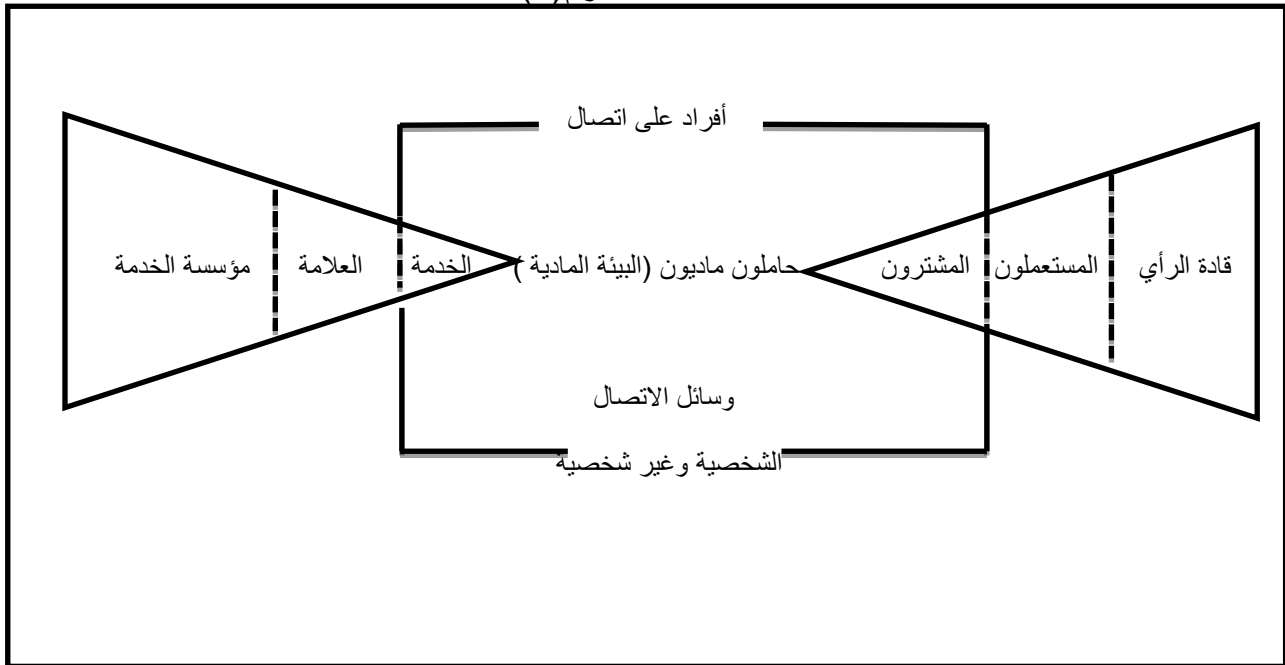 أفراد على اتصال
قادة الرأي
المستعملون
المشترون
حاملون ماديون (البيئة المادية )
الخدمة
العلامة
مؤسسة الخدمة
وسائل الاتصال
الشخصية وغير شخصية